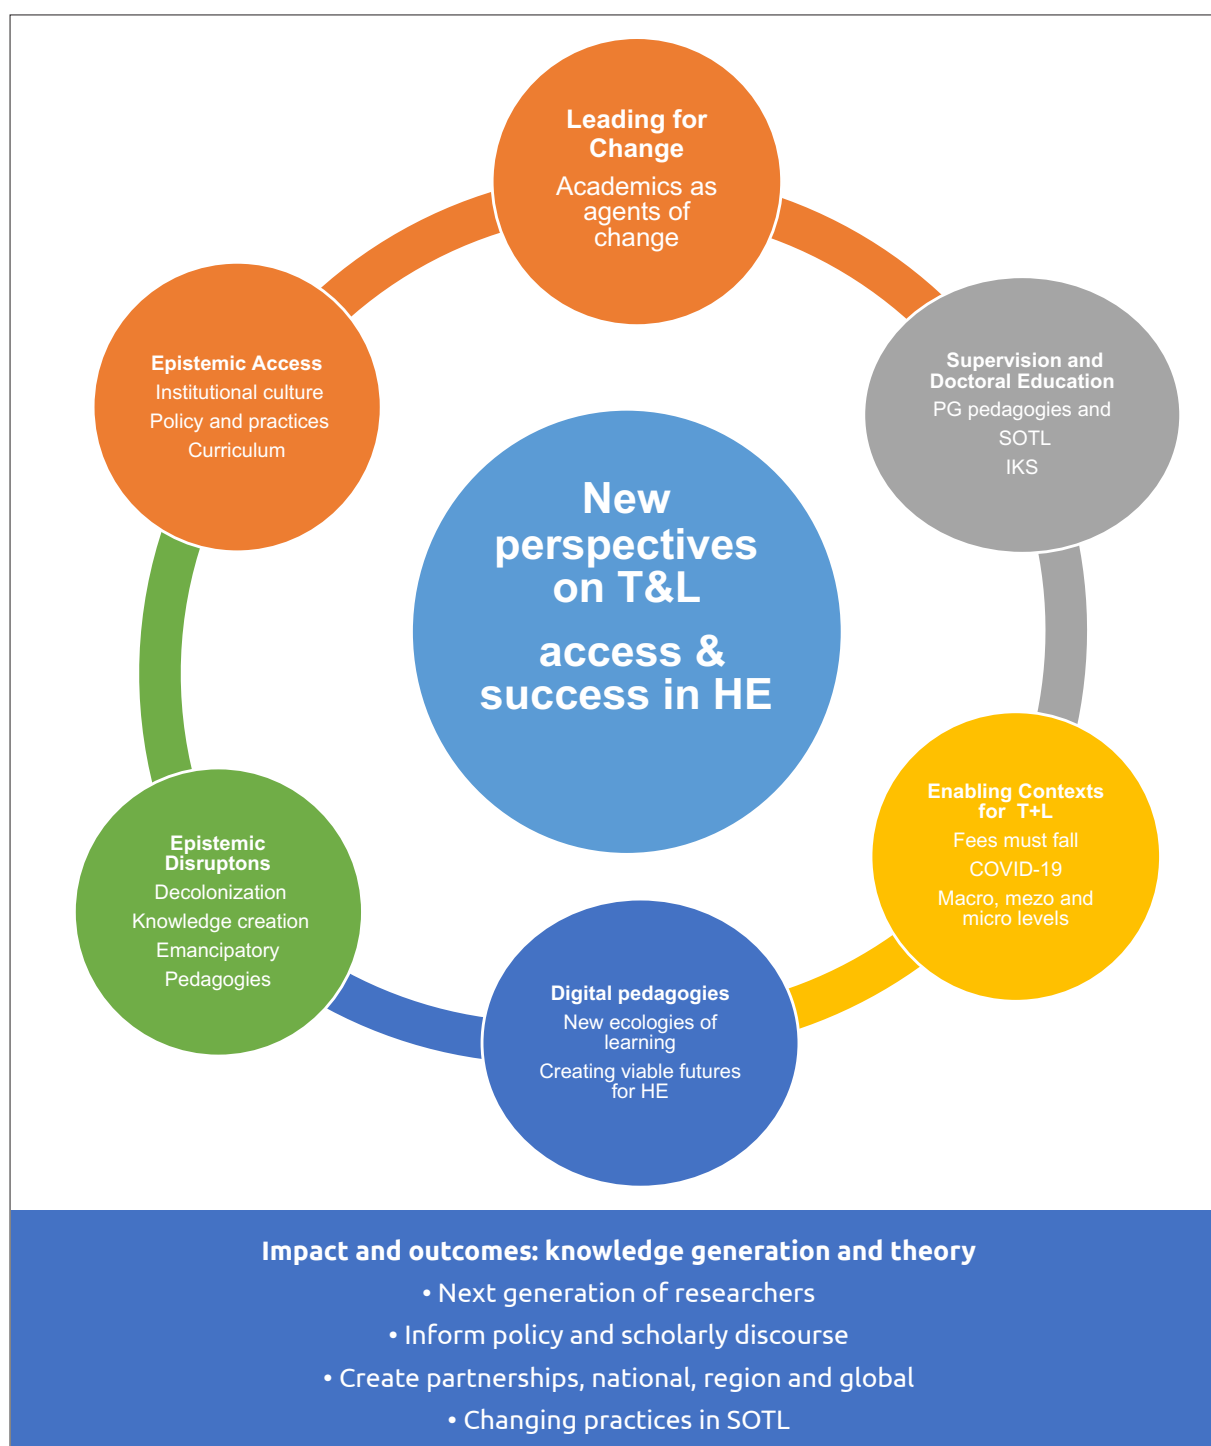 Leading for
Change
Academics as
agents of
change
Supervision and
Doctoral Education
PG pedagogies and
SOTL
IKS
Enabling Contexts
for T+L
Fees must fall
COVID-19
Macro, mezo and
micro levels
Digital pedagogies
New ecologies of
learning
Creating viable futures
for HE
Epistemic
Disruptons
Decolonization
Knowledge creation
Emancipatory
Pedagogies
Epistemic Access
Institutional culture
Policy and practices
Curriculum
New
perspectives
on T&L
access &
success in HE
Impact and outcomes: knowledge generation and theory
• Next generation of researchers
• Inform policy and scholarly discourse
• Create partnerships, national, region and global
• Changing practices in SOTL